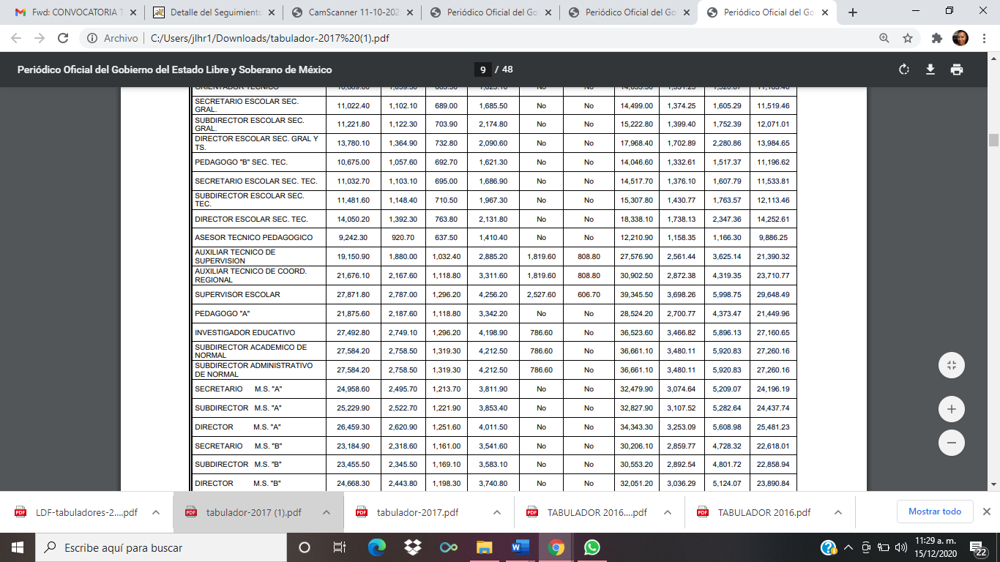 Fwd: CONVOCATORIA T
Detalle del Seguimiento
CamScanner 11-10-202
Periódico Oficial del Go
Periódico Oficial del Go
Periódico Oficial del Go
Archivo C:/Users/jlhr1/Downloads/tabulador-2017%20(1).pdf
Periódico Oficial del Gobierno del Estado Libre y Soberano de México 9 / 48
ORIENTADOR TECNICO
SECRETARIO ESCOLAR SEC. GRAL. 11,022.40 1,102.10 689.00 1,685.50 No No 14,499.00 1,374.25 1,605.29 11,519.46
SUBDIRECTOR ESCOLAR SEC. GRAL. 11,221.80 1,122.30 703.90 2,174.80 No No 15,222.80 1,399.40 1,752.39 12,071.01
DIRECTOR ESCOLAR SEC. GRAL Y TS. 13,780.10 1,364.90 732.80 2,090.60 No No 17,968.40 1,702.89 2,280.86 13,984.65
PEDAGOGO "B" SEC. TEC. 10,675.00 1,057.60 692.70 1,621.30 No No 14,046.60 1,332.61 1,517.37 11,196.62
SECRETARIO ESCOLAR SEC. TEC. 11,032.70 1,103.10 695.00 1,686.90 No No 14,517.70 1,376.10 1,607.79 11,533.81
SUBDIRECTOR ESCOLAR SEC. TEC. 11,481.60 1,148.40 710.50 1,967.30 No No 15,307.80 1,430.77 1,763.57 12,113.46
DIRECTOR ESCOLAR SEC. TEC. 14,050.20 1,392.30 763.80 2,131.80 No No 18,338.10 1,738.13 2,347.36 14,252.61
ASESOR TECNICO PEDAGOGICO 9,242.30 920.70 637.50 1,410.40 No No 12,210.90 1,158.35 1,166.30 9,886.25
AUXILIAR TECNICO DE SUPERVISION 19,150.90 1,880.00 1,032.40 2,885.20 1,819.60 808.80 27,576.90 2,561.44 3,625.14 21,390.32
AUXILIAR TECNICO DE COORD. REGIONAL 21,676.10 2,167.60 1,118.80 3,311.60 1,819.60 808.80 30,902.50 2,872.38 4,319.35 23,710.77
SUPERVISOR ESCOLAR 27,871.80 2,787.00 1,296.20 4,256.20 2,527.60 606.70 39,345.50 3,698.26 5,998.75 29,648.49
PEDAGOGO "A" 21,875.60 2,187.60 1,118.80 3,342.20 No No 28,524.20 2,700.77 4,373.47 21,449.96
INVESTIGADOR EDUCATIVO 27,492.80 2,749.10 1,296.20 4,198.90 786.60 No 36,523.60 3,466.82 5,896.13 27,160.65
SUBDIRECTOR ACADEMICO DE NORMAL 27,584.20 2,758.50 1,319.30 4,212.50 786.60 No 36,661.10 3,480.11 5,920.83 27,260.16
SUBDIRECTOR ADMINISTRATIVO DE NORMAL 27,584.20 2,758.50 1,319.30 4,212.50 786.60 No 36,661.10 3,480.11 5,920.83 27,260.16
SECRETARIO M.S. "A" 24,958.60 2,495.70 1,213.70 3,811.90 No No 32,479.90 3,074.64 5,209.07 24,196.19
SUBDIRECTOR M.S. "A" 25,229.90 2,522.70 1,221.90 3,853.40 No No 32,827.90 3,107.52 5,282.64 24,437.74
DIRECTOR M.S. "A" 26,459.30 2,620.90 1,251.60 4,011.50 No No 34,343.30 3,253.09 5,608.98 25,481.23
SECRETARIO M.S. "B" 23,184.90 2,318.60 1,161.00 3,541.60 No No 30,206.10 2,859.77 4,728.32 22,618.01
SUBDIRECTOR M.S. "B" 23,455.50 2,345.50 1,169.10 3,583.10 No No 30,553.20 2,892.54 4,801.72 22,858.94
DIRECTOR M.S. "B" 24,668.30 2,443.80 1,198.30 3,740.80 No No 32,051.20 3,036.29 5,124.07 23,890.84
LDF-tabuladores-2....pdf
tabulador-2017 (1).pdf
tabulador-2017.pdf
TABULADOR 2016....pdf
TABULADOR 2016.pdf
Mostrar todo
Escribe aquí para buscar
11:29 a. m.
15/12/2020
22